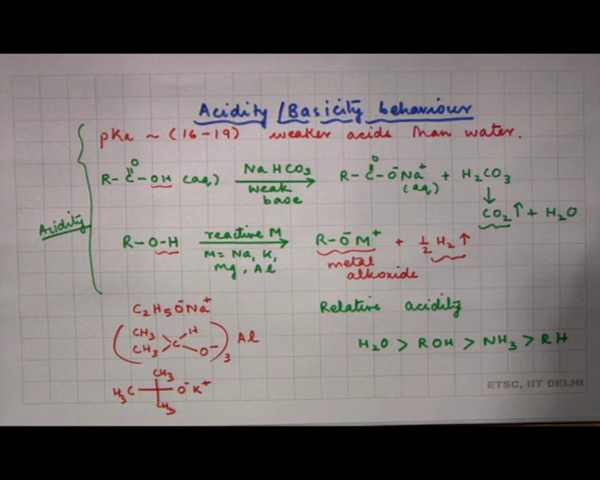 Acidity / Basicity behaviour
pKa ~ (16-19) weaker acids than water.
R-C(=O)-OH (aq) NaHCO3 weak base → R-C(=O)-O⁻Na⁺ (aq) + H2CO3
↓
CO2↑ + H2O
Acidity
R-O-H reactive M → R-O⁻M⁺ + ½ H2↑
M = Na, K, Mg, Al
metal alkoxide
C2H5O⁻Na⁺
Relative acidity
(CH3 CH3 >C< H O⁻)3 Al
H2O > ROH > NH3 > RH
CH3
H3C O⁻K⁺
CH3
ETSC, IIT DELHI